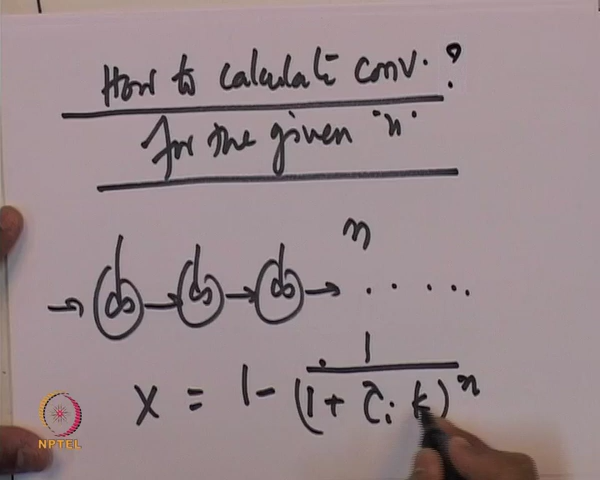 How to calculate conv. ?
for the given "n"
n
X = 1 - 1 / (1 + τi k)^n
NPTEL